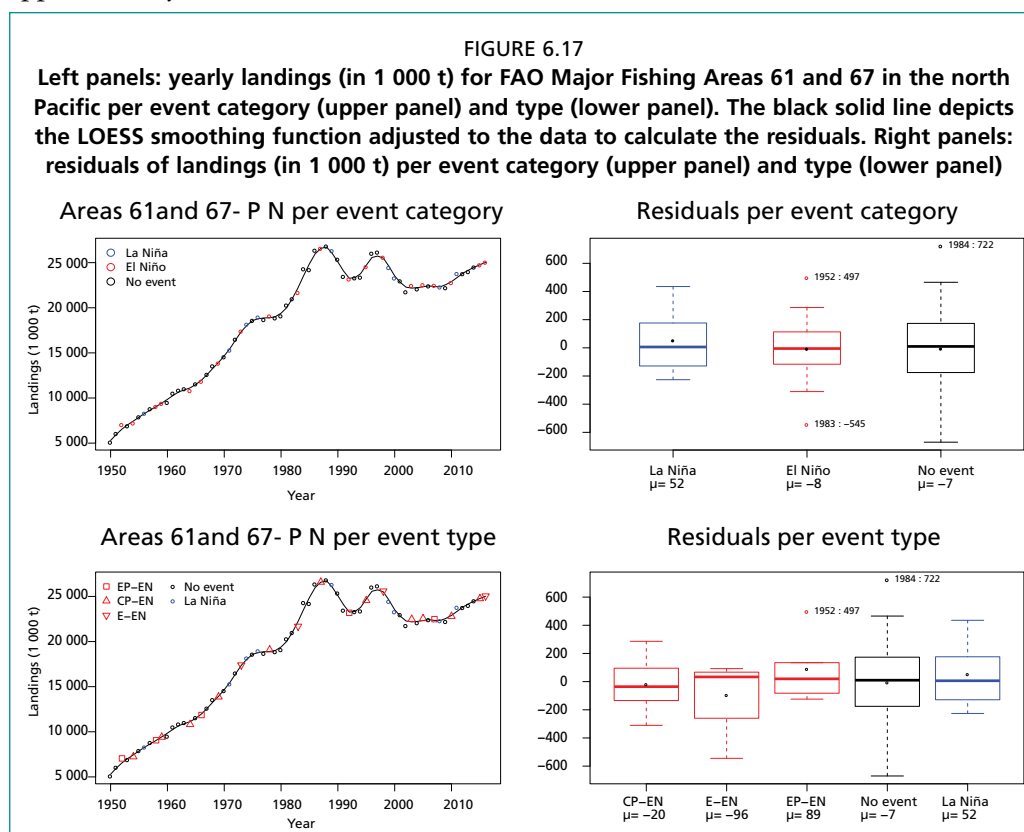 FIGURE 6.17
Left panels: yearly landings (in 1 000 t) for FAO Major Fishing Areas 61 and 67 in the north
Pacific per event category (upper panel) and type (lower panel). The black solid line depicts
the LOESS smoothing function adjusted to the data to calculate the residuals. Right panels:
residuals of landings (in 1 000 t) per event category (upper panel) and type (lower panel)
Areas 61and 67- P N per event category
La Niña
El Niño
No event
25 000
20 000
15 000
10 000
5 000
Landings (1 000 t)
1950 1960 1970 1980 1990 2000 2010
Year
Residuals per event category
600
400
200
0
−200
−400
−600
1984 : 722
1952 : 497
1983 : −545
La Niña El Niño No event
μ= 52 μ= −8 μ= −7
Areas 61and 67- P N per event type
EP−EN No event
CP−EN La Niña
E−EN
25 000
20 000
15 000
10 000
5 000
Landings (1 000 t)
1950 1960 1970 1980 1990 2000 2010
Year
Residuals per event type
600
400
200
0
−200
−400
−600
1984 : 722
1952 : 497
CP−EN E−EN EP−EN No event La Niña
μ= −20 μ= −96 μ= 89 μ= −7 μ= 52